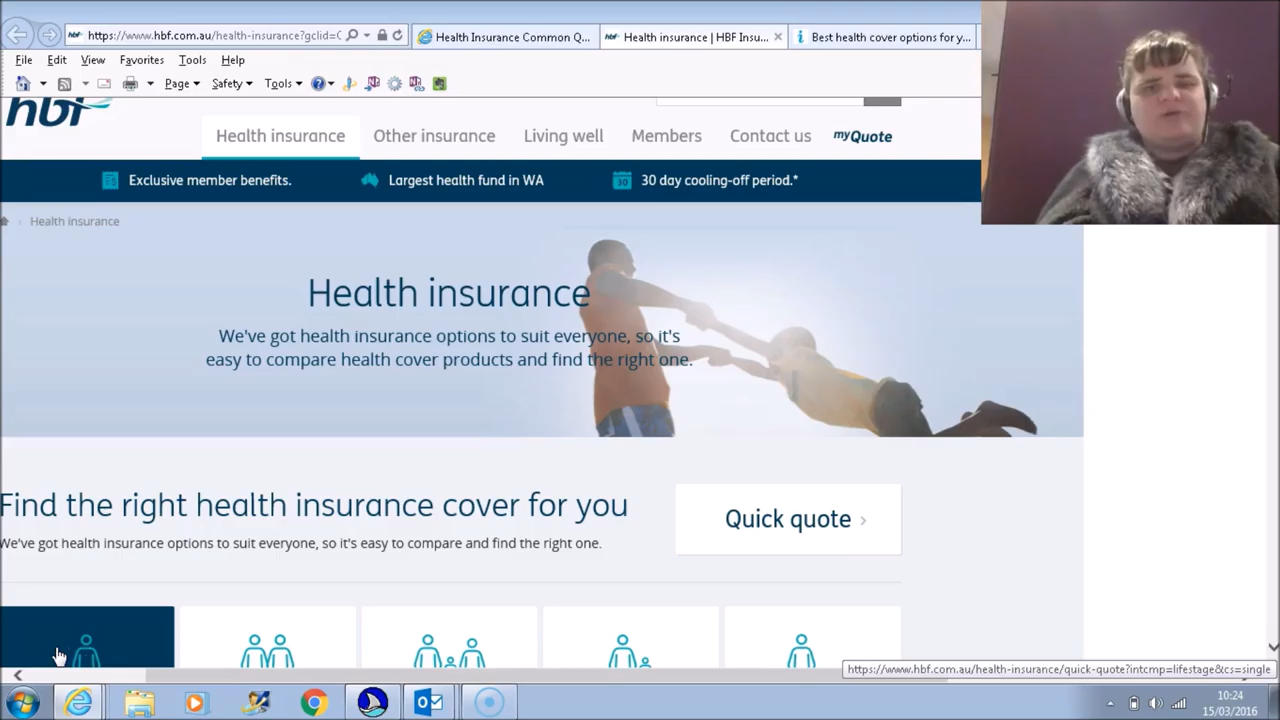 https://www.hbf.com.au/health-insurance?gclid=C
Health Insurance Common Q...
Health insurance | HBF Insu...
Best health cover options for y...
File Edit View Favorites Tools Help
Page Safety Tools
hbf
Health insurance Other insurance Living well Members Contact us myQuote
Exclusive member benefits. Largest health fund in WA 30 day cooling-off period.*
Health insurance
Health insurance
We've got health insurance options to suit everyone, so it's
easy to compare health cover products and find the right one.
Find the right health insurance cover for you
Quick quote
We've got health insurance options to suit everyone, so it's easy to compare and find the right one.
https://www.hbf.com.au/health-insurance/quick-quote?intcmp=lifestage&cs=single
10:24
15/03/2016